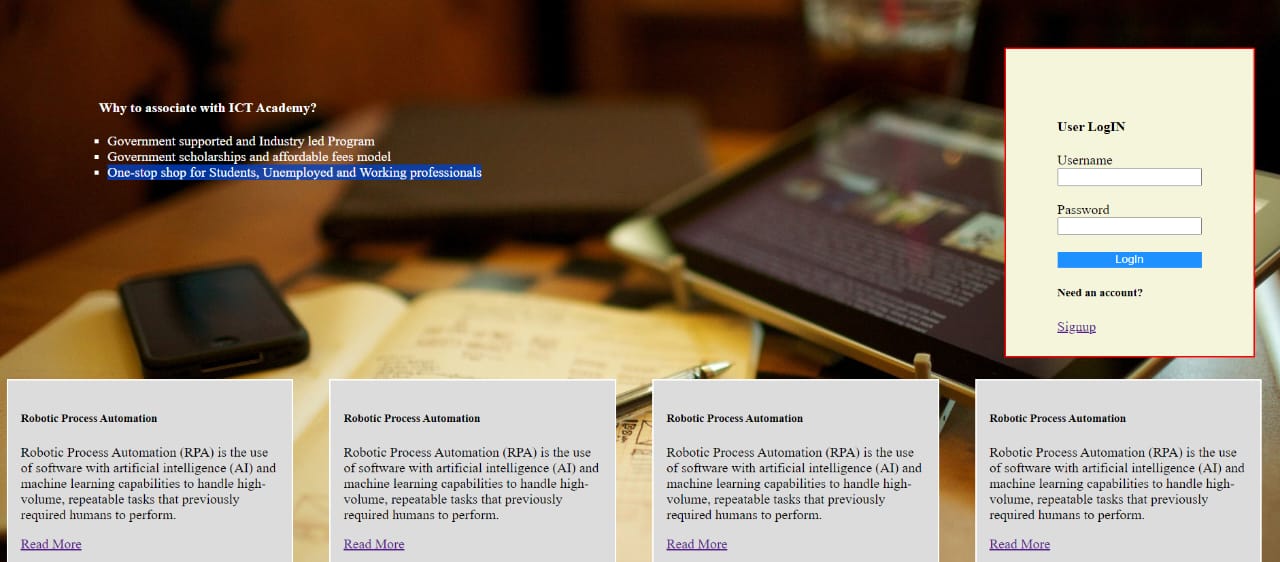 Why to associate with ICT Academy?
Government supported and Industry led Program
Government scholarships and affordable fees model
One-stop shop for Students, Unemployed and Working professionals
User LogIN
Username
Password
LogIn
Need an account?
Signup
Robotic Process Automation
Robotic Process Automation (RPA) is the use
of software with artificial intelligence (AI) and
machine learning capabilities to handle high-
volume, repeatable tasks that previously
required humans to perform.
Read More
Robotic Process Automation
Robotic Process Automation (RPA) is the use
of software with artificial intelligence (AI) and
machine learning capabilities to handle high-
volume, repeatable tasks that previously
required humans to perform.
Read More
Robotic Process Automation
Robotic Process Automation (RPA) is the use
of software with artificial intelligence (AI) and
machine learning capabilities to handle high-
volume, repeatable tasks that previously
required humans to perform.
Read More
Robotic Process Automation
Robotic Process Automation (RPA) is the use
of software with artificial intelligence (AI) and
machine learning capabilities to handle high-
volume, repeatable tasks that previously
required humans to perform.
Read More